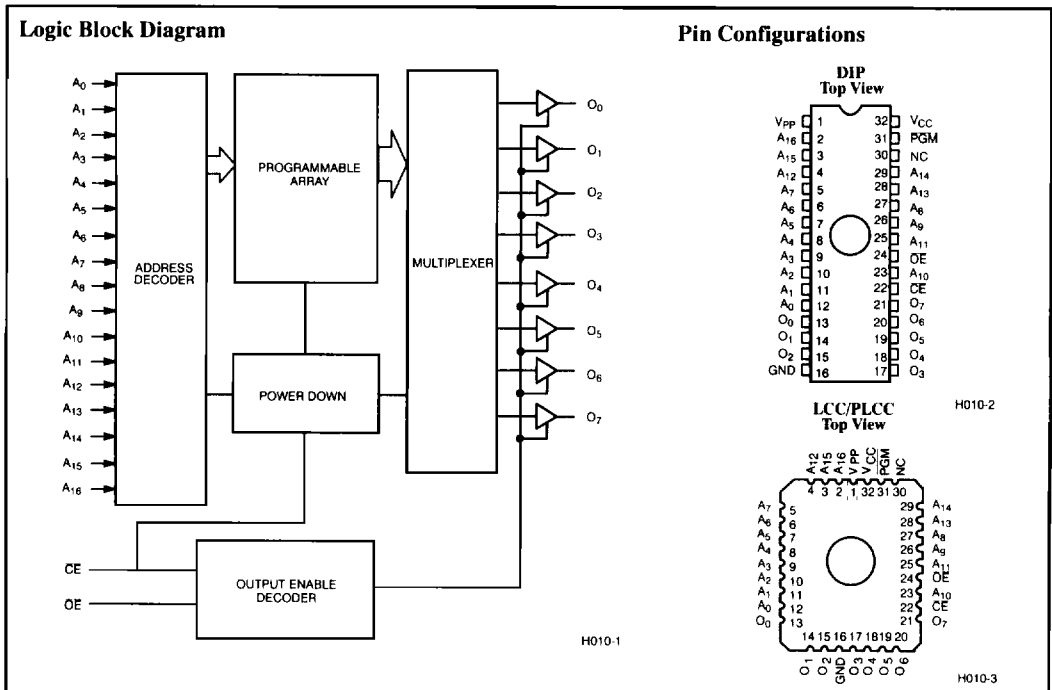 Logic Block Diagram
A0
A1
A2
A3
A4
A5
A6
A7
A8
A9
A10
A11
A12
A13
A14
A15
A16
CE
OE
ADDRESS
DECODER
PROGRAMMABLE
ARRAY
POWER DOWN
OUTPUT ENABLE
DECODER
MULTIPLEXER
O0
O1
O2
O3
O4
O5
O6
O7
H010-1
Pin Configurations
DIP
Top View
VPP 1 32 VCC
A16 2 31 PGM
A15 3 30 NC
A12 4 29 A14
A7 5 28 A13
A6 6 27 A8
A5 7 26 A9
A4 8 25 A11
A3 9 24 OE
A2 10 23 A10
A1 11 22 CE
A0 12 21 O7
O0 13 20 O6
O1 14 19 O5
O2 15 18 O4
GND 16 17 O3
H010-2
LCC/PLCC
Top View
A12 A15 A16 VPP VCC PGM NC
4 3 2 1 32 31 30
A7 5 29 A14
A6 6 28 A13
A5 7 27 A8
A4 8 26 A9
A3 9 25 A11
A2 10 24 OE
A1 11 23 A10
A0 12 22 CE
O0 13 21 O7
14 15 16 17 18 19 20
O1 O2 GND O3 O4 O5 O6
H010-3